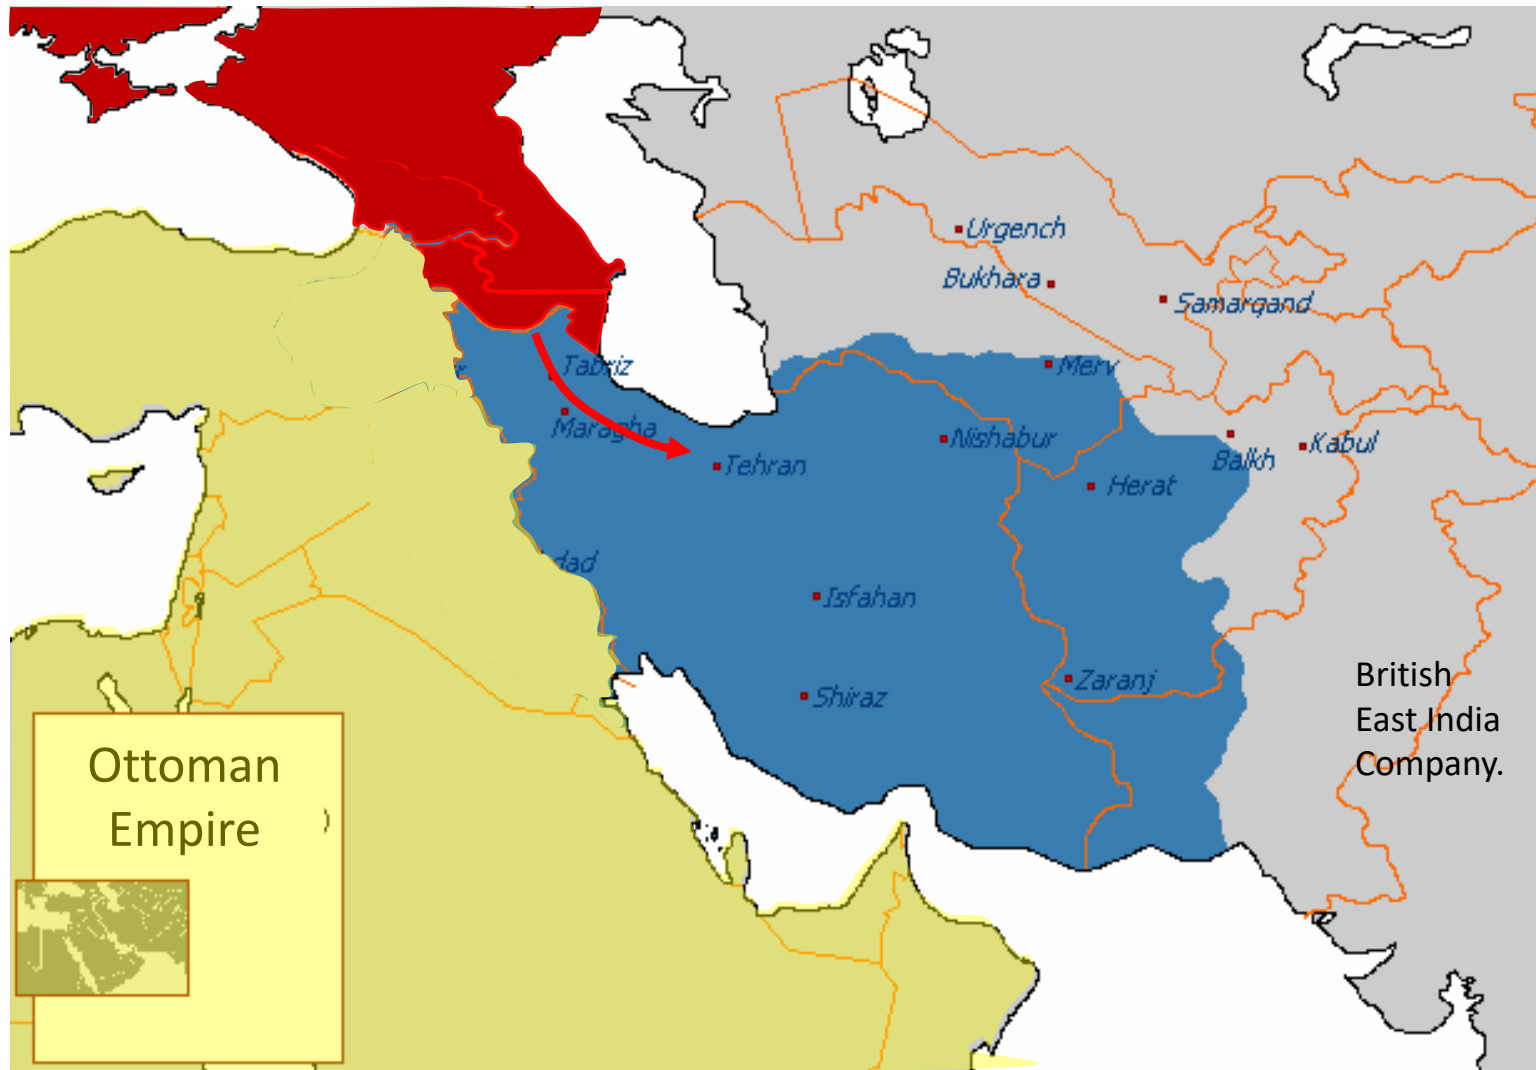 Urgench
Bukhara
Samarqand
Tabriz
Merv
Maragha
Nishabur
Tehran
Balkh
Kabul
Herat
dad
Isfahan
Shiraz
Zaranj
British
East India
Company.
Ottoman
Empire